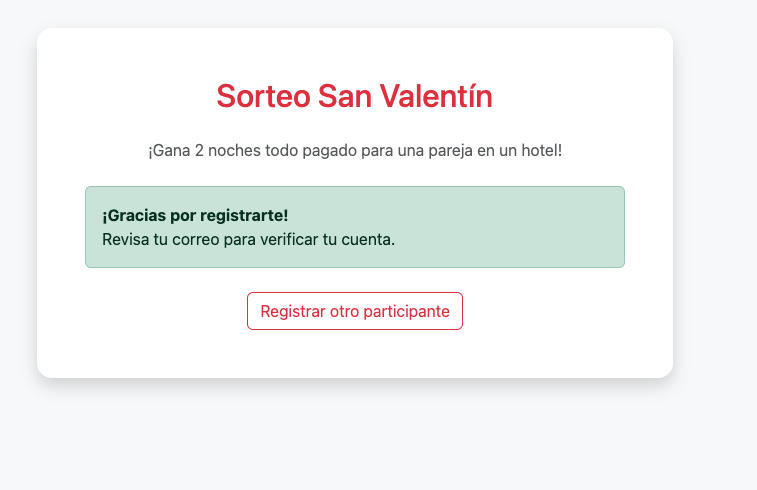 Sorteo San Valentín
¡Gana 2 noches todo pagado para una pareja en un hotel!
¡Gracias por registrarte!
Revisa tu correo para verificar tu cuenta.
Registrar otro participante